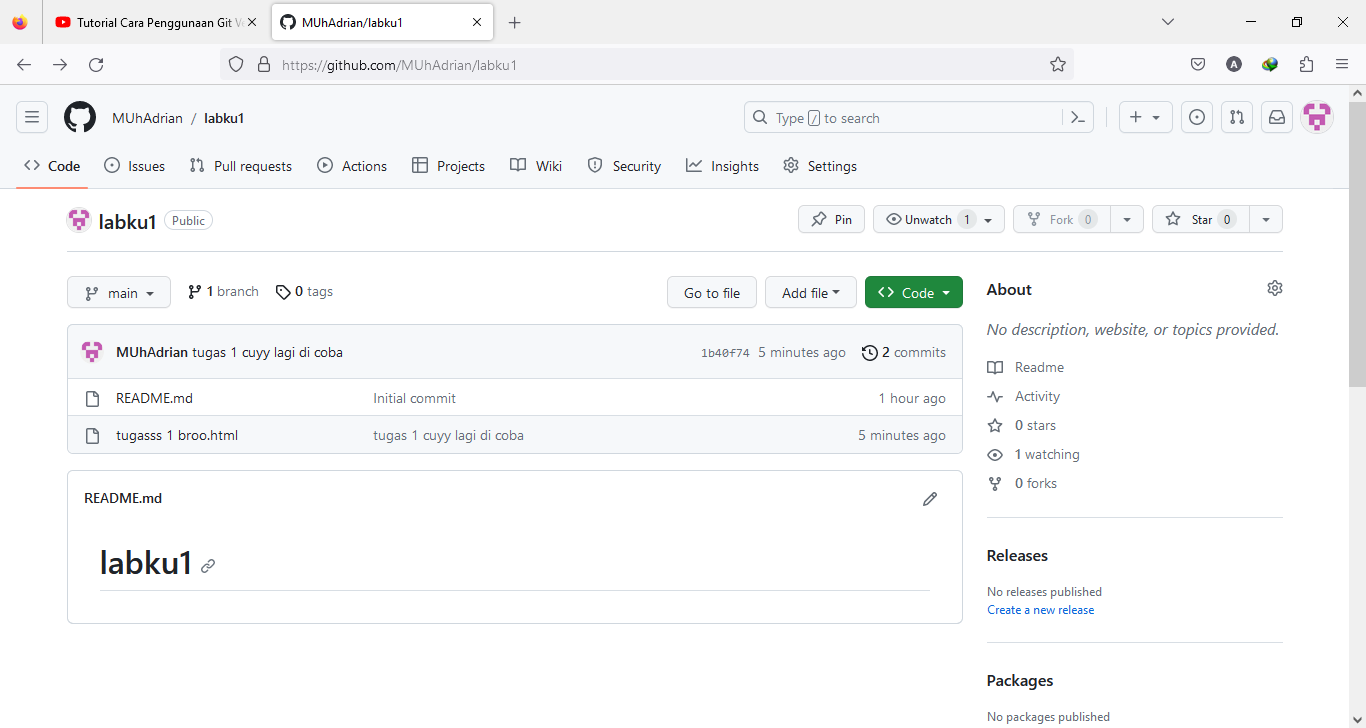 Tutorial Cara Penggunaan Git
MUhAdrian/labku1
https://github.com/MUhAdrian/labku1
A
MUhAdrian / labku1
Type / to search
Code Issues Pull requests Actions Projects Wiki Security Insights Settings
labku1 Public
Pin Unwatch 1 Fork 0 Star 0
main 1 branch 0 tags Go to file Add file Code
MUhAdrian tugas 1 cuyy lagi di coba 1b40f74 5 minutes ago 2 commits
README.md Initial commit 1 hour ago
tugasss 1 broo.html tugas 1 cuyy lagi di coba 5 minutes ago
README.md
labku1
About
No description, website, or topics provided.
Readme
Activity
0 stars
1 watching
0 forks
Releases
No releases published
Create a new release
Packages
No packages published